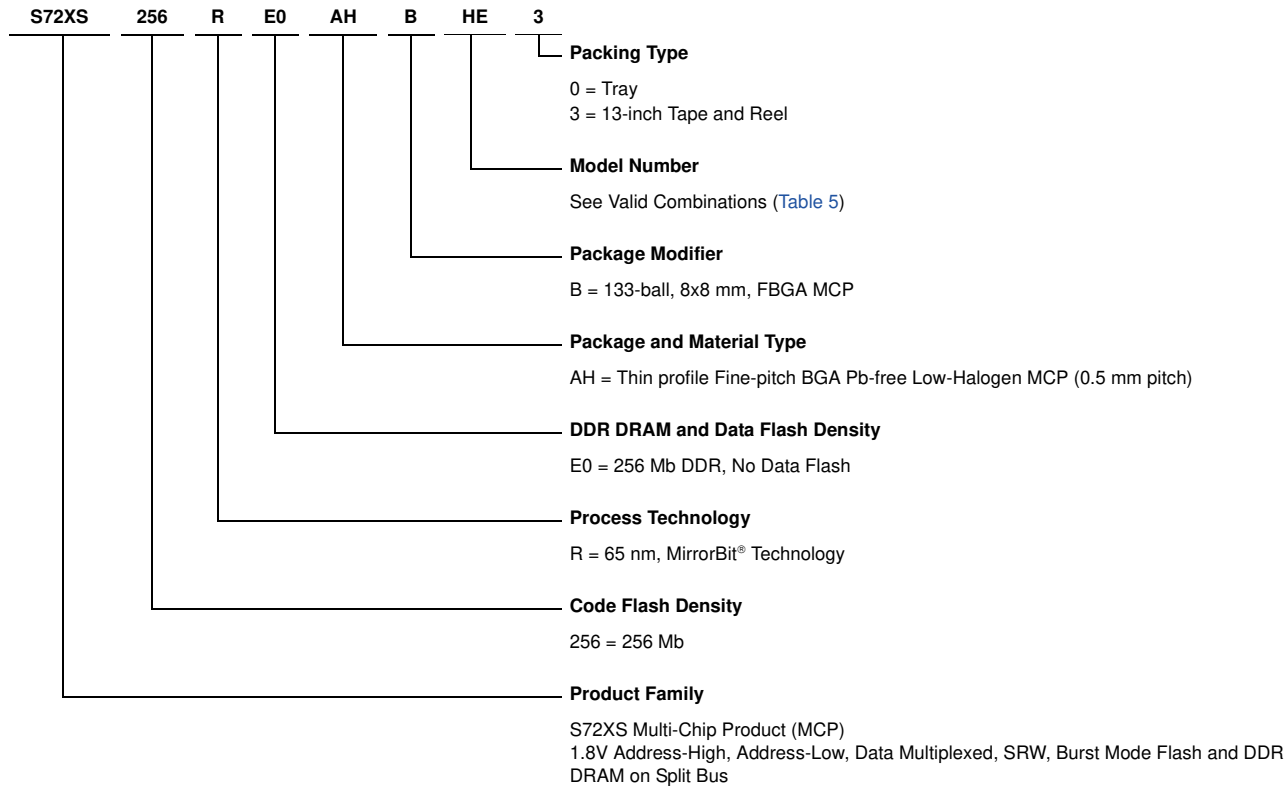 S72XS 256 R E0 AH B HE 3
Packing Type
0 = Tray
3 = 13-inch Tape and Reel
Model Number
See Valid Combinations (Table 5)
Package Modifier
B = 133-ball, 8x8 mm, FBGA MCP
Package and Material Type
AH = Thin profile Fine-pitch BGA Pb-free Low-Halogen MCP (0.5 mm pitch)
DDR DRAM and Data Flash Density
E0 = 256 Mb DDR, No Data Flash
Process Technology
R = 65 nm, MirrorBit® Technology
Code Flash Density
256 = 256 Mb
Product Family
S72XS Multi-Chip Product (MCP)
1.8V Address-High, Address-Low, Data Multiplexed, SRW, Burst Mode Flash and DDR
DRAM on Split Bus